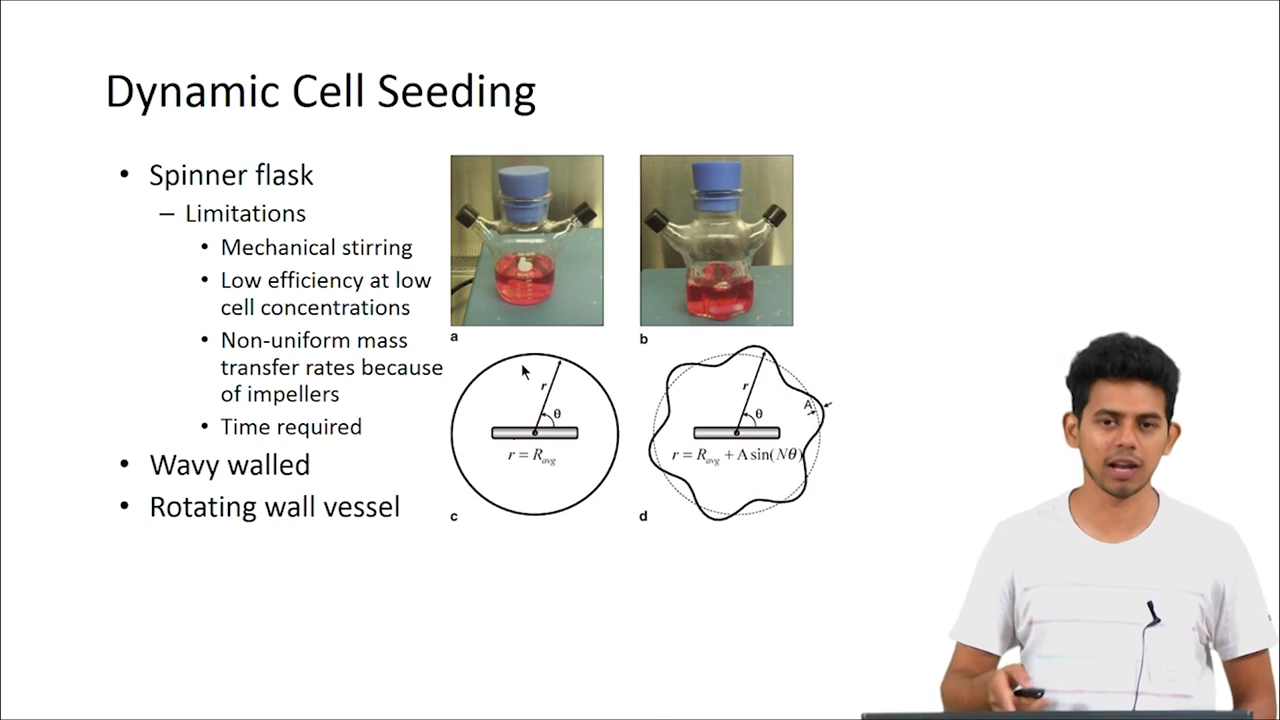 Dynamic Cell Seeding
• Spinner flask
– Limitations
• Mechanical stirring
• Low efficiency at low
cell concentrations
• Non-uniform mass
transfer rates because
of impellers
• Time required
• Wavy walled
• Rotating wall vessel
a
b
r
θ
r = R_avg
c
r
θ
A
r = R_avg + A sin(Nθ)
d